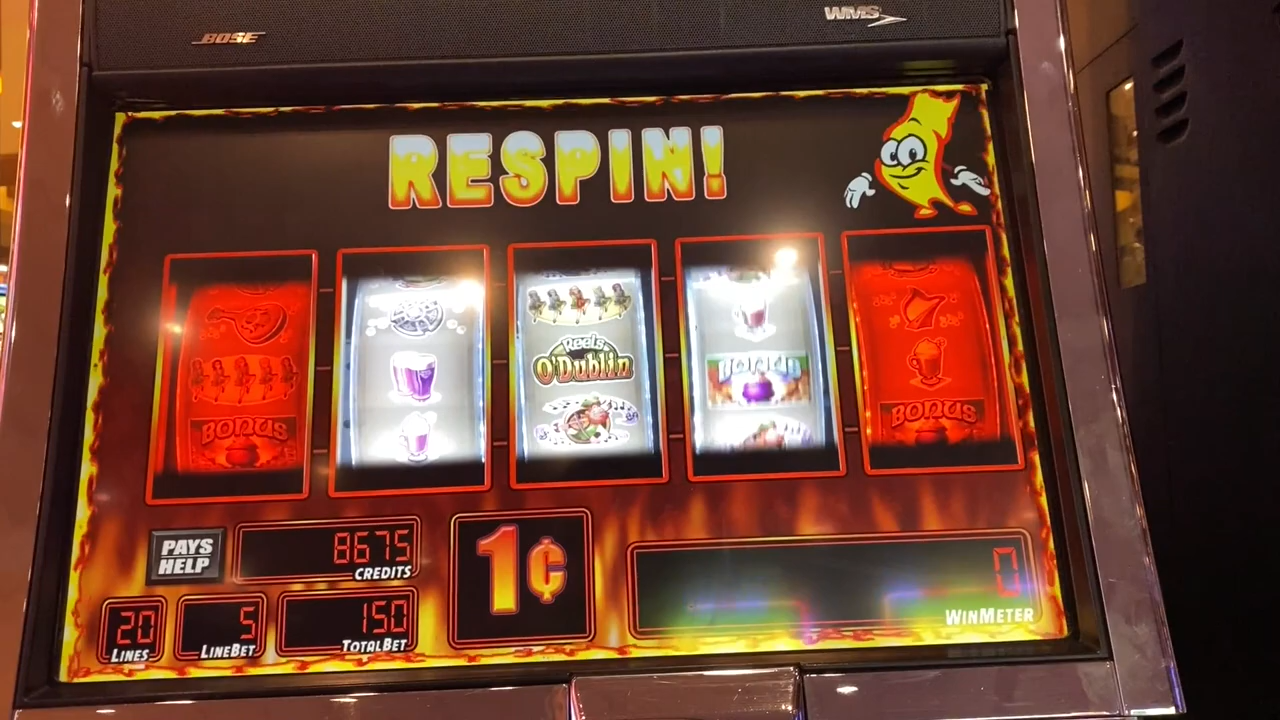 BOSE
WMS
RESPIN!
Reels
O'Dublin
BONUS
BONUS
BONUS
PAYS
HELP
8675
CREDITS
1¢
0
WINMETER
20
LINES
5
LINEBET
150
TOTALBET